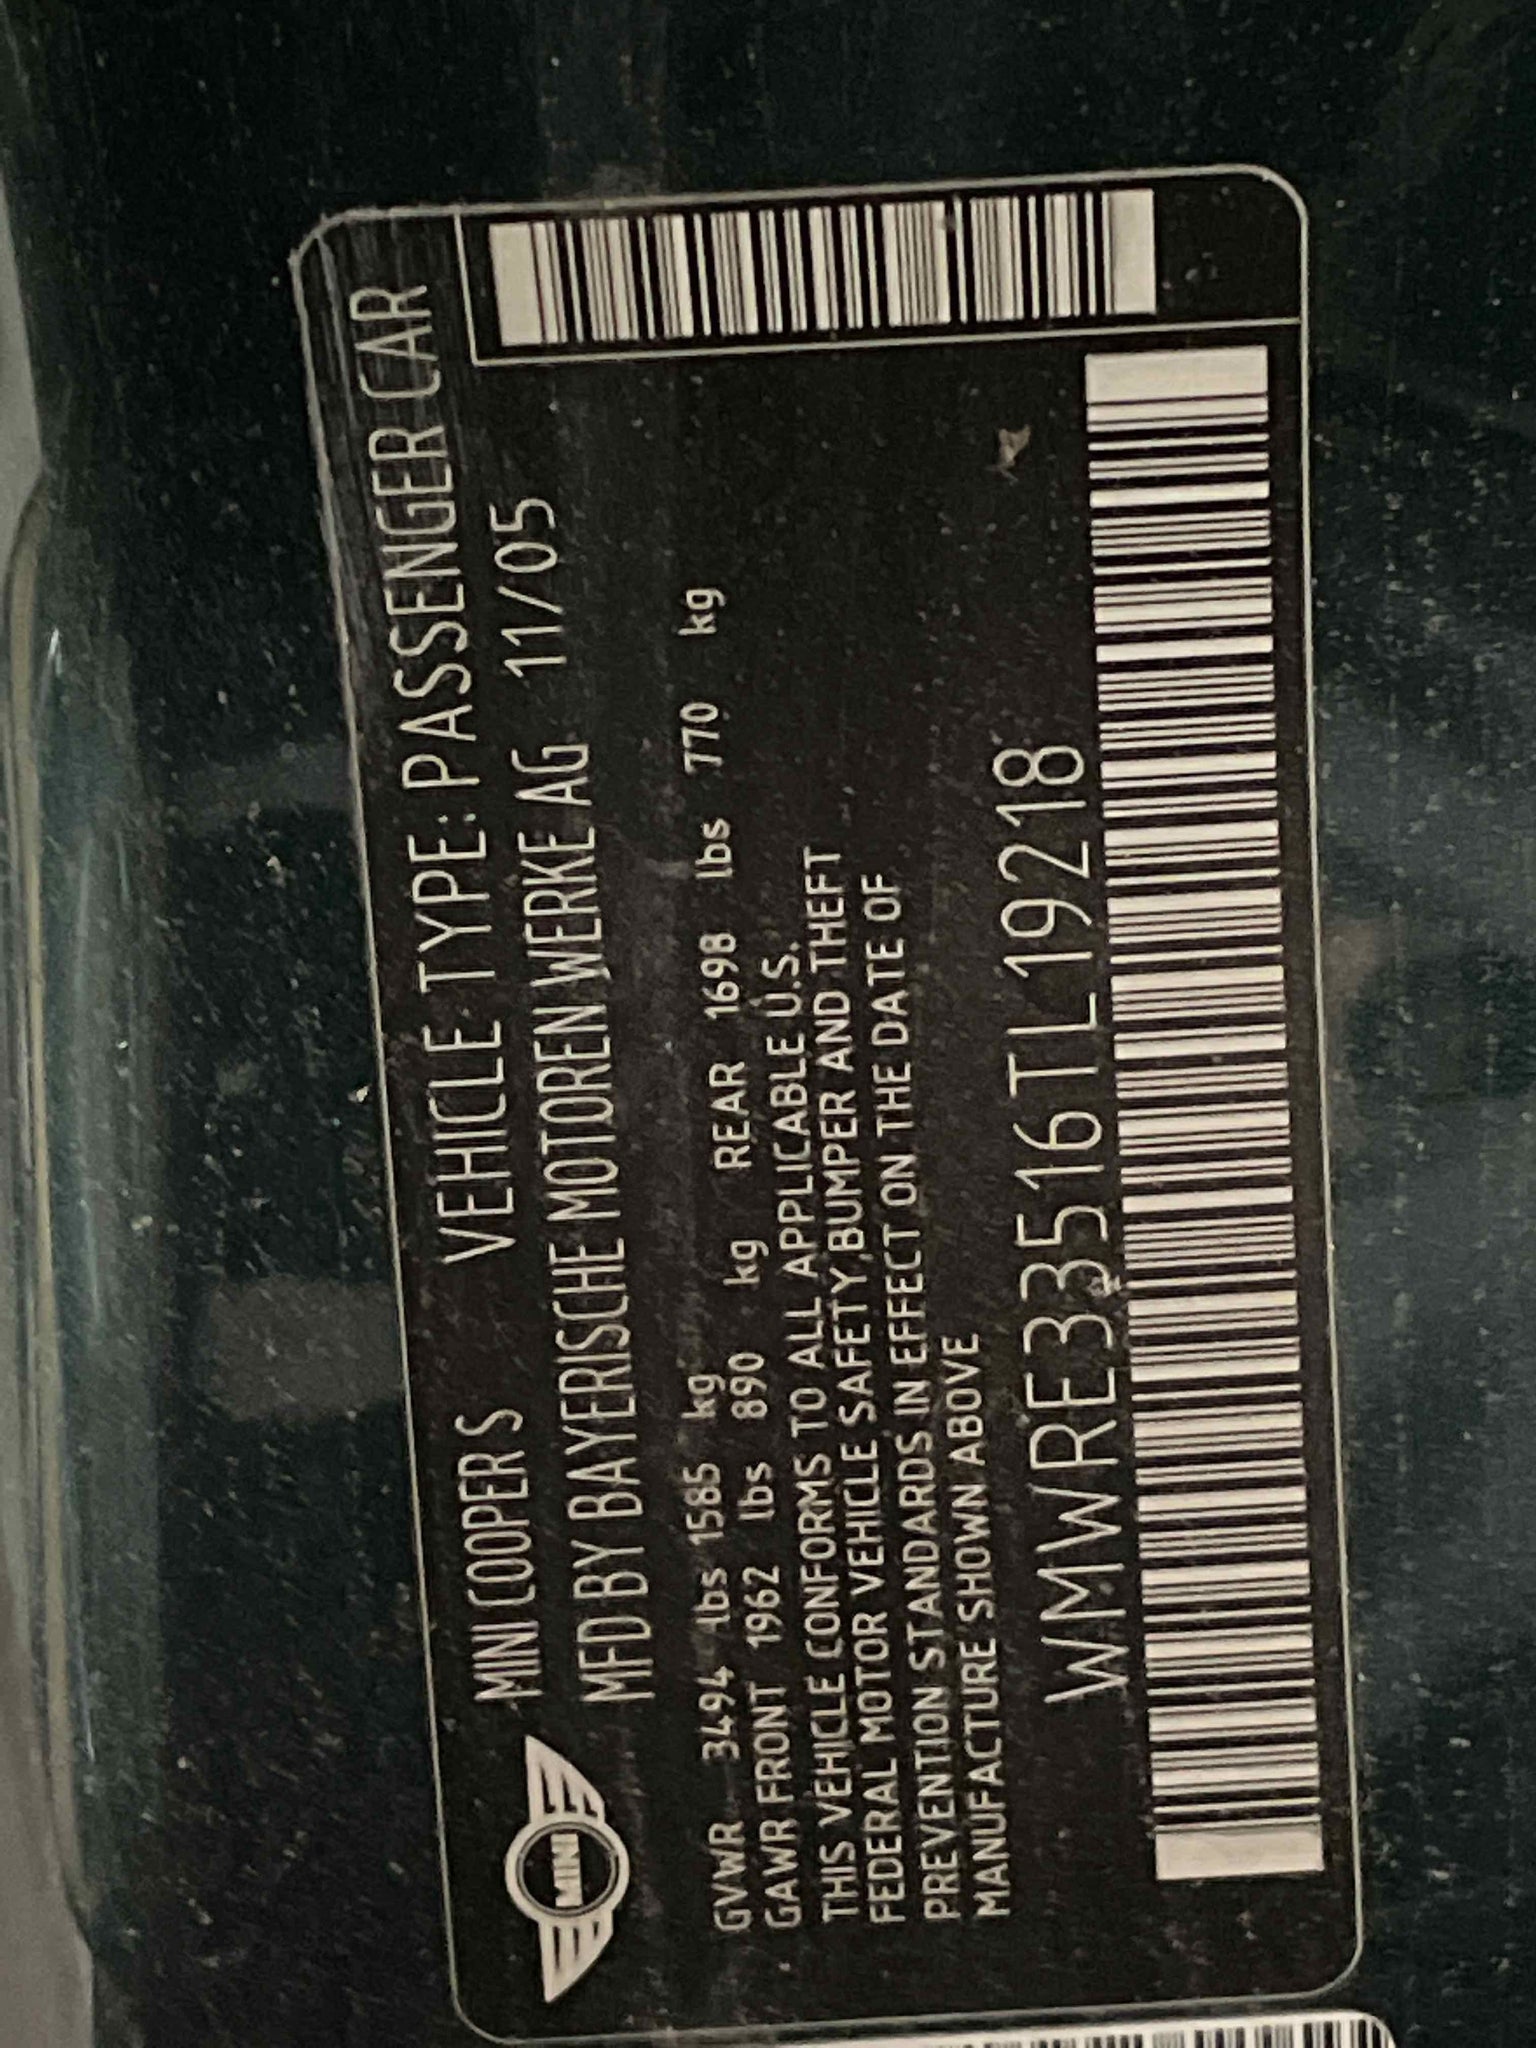 MINI
MINI COOPER S VEHICLE TYPE: PASSENGER CAR
MFD BY BAYERISCHE MOTOREN WERKE AG 11/05
GVWR 3494 lbs 1585 kg
GAWR FRONT 1962 lbs 890 kg REAR 1698 lbs 770 kg
THIS VEHICLE CONFORMS TO ALL APPLICABLE U.S.
FEDERAL MOTOR VEHICLE SAFETY, BUMPER AND THEFT
PREVENTION STANDARDS IN EFFECT ON THE DATE OF
MANUFACTURE SHOWN ABOVE
WMWRE33516TL19218